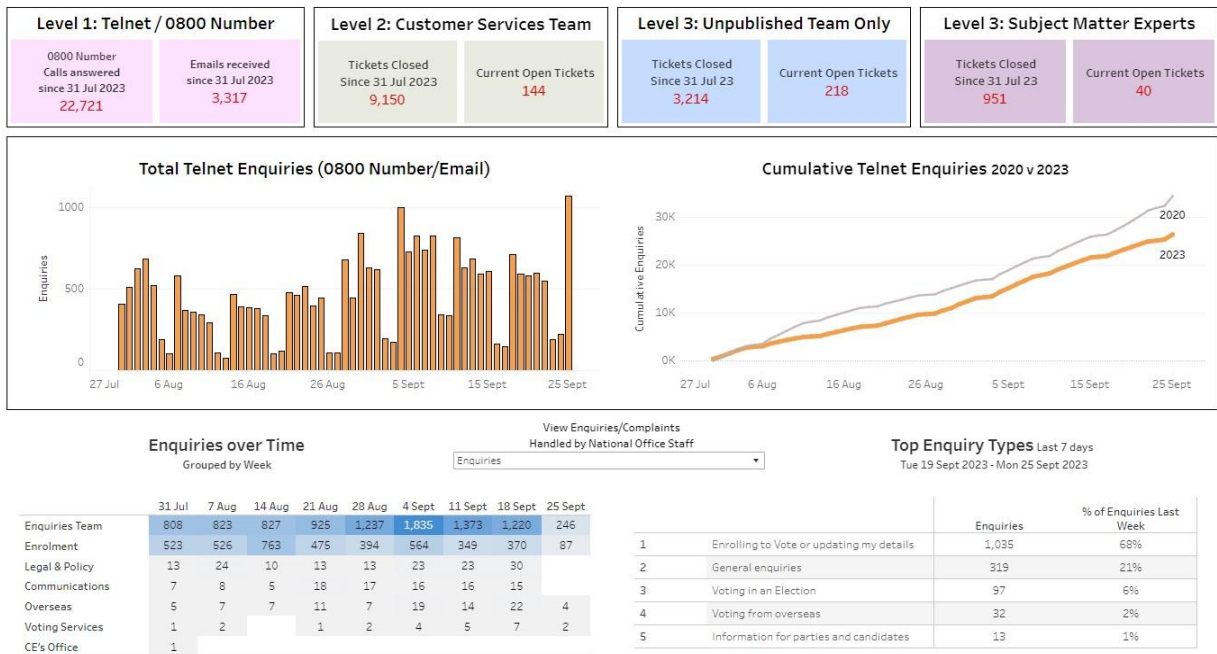 Level 1: Telnet / 0800 Number
0800 Number
Calls answered
since 31 Jul 2023
22,721
Emails received
since 31 Jul 2023
3,317
Level 2: Customer Services Team
Tickets Closed
Since 31 Jul 2023
9,150
Current Open Tickets
144
Level 3: Unpublished Team Only
Tickets Closed
Since 31 Jul 23
3,214
Current Open Tickets
218
Level 3: Subject Matter Experts
Tickets Closed
Since 31 Jul 23
951
Current Open Tickets
40
Total Telnet Enquiries (0800 Number/Email)
Enquiries
1000
500
0
27 Jul 6 Aug 16 Aug 26 Aug 5 Sept 15 Sept 25 Sept
Cumulative Telnet Enquiries 2020 v 2023
Cumulative Enquiries
30K
20K
10K
0K
2020
2023
27 Jul 6 Aug 16 Aug 26 Aug 5 Sept 15 Sept 25 Sept
Enquiries over Time
Grouped by Week
View Enquiries/Complaints
Handled by National Office Staff
Enquiries
31 Jul 7 Aug 14 Aug 21 Aug 28 Aug 4 Sept 11 Sept 18 Sept 25 Sept
Enquiries Team 808 823 827 925 1,237 1,835 1,373 1,220 246
Enrolment 523 526 763 475 394 564 349 370 87
Legal & Policy 13 24 10 13 13 23 23 30
Communications 7 8 5 18 17 16 16 15
Overseas 5 7 7 11 7 19 14 22 4
Voting Services 1 2 1 2 4 5 7 2
CE's Office 1
Top Enquiry Types Last 7 days
Tue 19 Sept 2023 - Mon 25 Sept 2023
Enquiries % of Enquiries Last Week
1 Enrolling to Vote or updating my details 1,035 68%
2 General enquiries 319 21%
3 Voting in an Election 97 6%
4 Voting from overseas 32 2%
5 Information for parties and candidates 13 1%